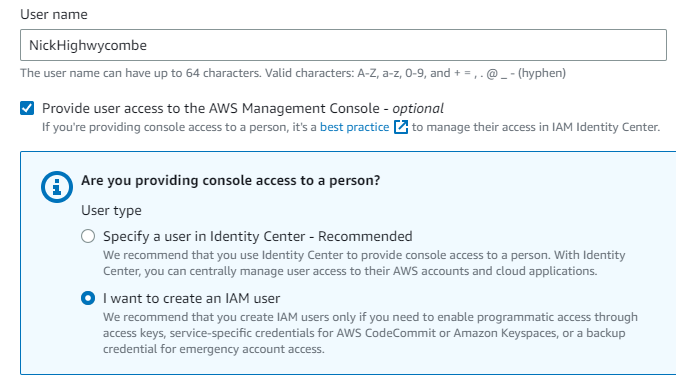 User name
NickHighwycombe
The user name can have up to 64 characters. Valid characters: A-Z, a-z, 0-9, and + = , . @ _ - (hyphen)
Provide user access to the AWS Management Console - optional
If you're providing console access to a person, it's a best practice to manage their access in IAM Identity Center.
Are you providing console access to a person?
User type
Specify a user in Identity Center - Recommended
We recommend that you use Identity Center to provide console access to a person. With Identity
Center, you can centrally manage user access to their AWS accounts and cloud applications.
I want to create an IAM user
We recommend that you create IAM users only if you need to enable programmatic access through
access keys, service-specific credentials for AWS CodeCommit or Amazon Keyspaces, or a backup
credential for emergency account access.